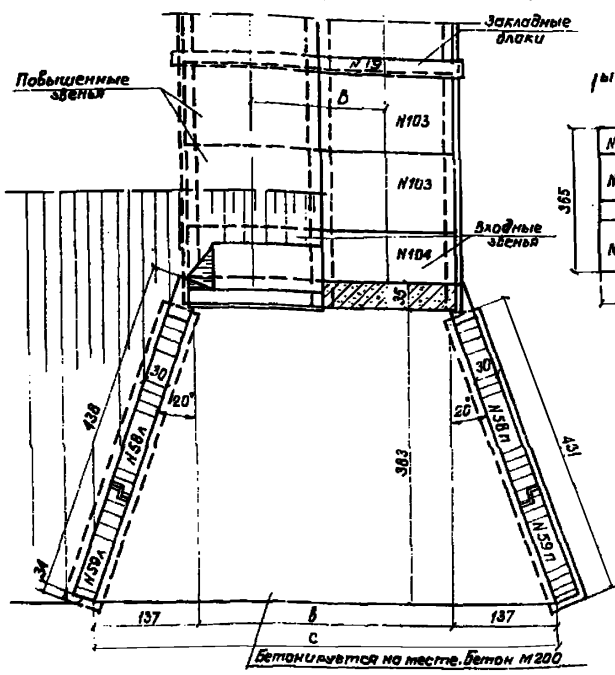 Закладные
блоки
N19
Повышенные
звенья
В
N103
N103
Входные
звенья
N104
365
35
30
20°
438
N58л
N59л
34
30
20°
N58п
N59п
431
383
137
в
137
с
Бетонируется на месте. Бетон М200